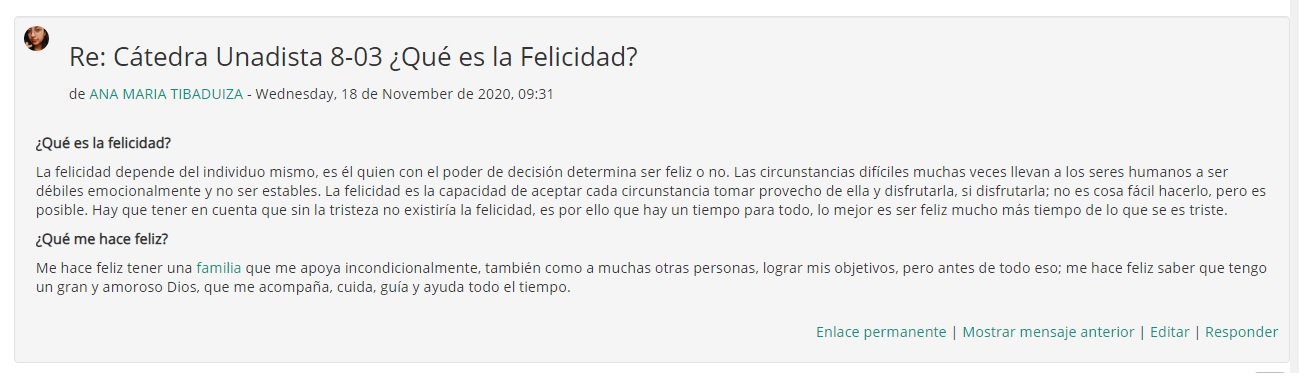 Re: Cátedra Unadista 8-03 ¿Qué es la Felicidad?
de ANA MARIA TIBADUIZA - Wednesday, 18 de November de 2020, 09:31
¿Qué es la felicidad?
La felicidad depende del individuo mismo, es él quien con el poder de decisión determina ser feliz o no. Las circunstancias difíciles muchas veces llevan a los seres humanos a ser
débiles emocionalmente y no ser estables. La felicidad es la capacidad de aceptar cada circunstancia tomar provecho de ella y disfrutarla, si disfrutarla; no es cosa fácil hacerlo, pero es
posible. Hay que tener en cuenta que sin la tristeza no existiría la felicidad, es por ello que hay un tiempo para todo, lo mejor es ser feliz mucho más tiempo de lo que se es triste.
¿Qué me hace feliz?
Me hace feliz tener una familia que me apoya incondicionalmente, también como a muchas otras personas, lograr mis objetivos, pero antes de todo eso; me hace feliz saber que tengo
un gran y amoroso Dios, que me acompaña, cuida, guía y ayuda todo el tiempo.
Enlace permanente | Mostrar mensaje anterior | Editar | Responder